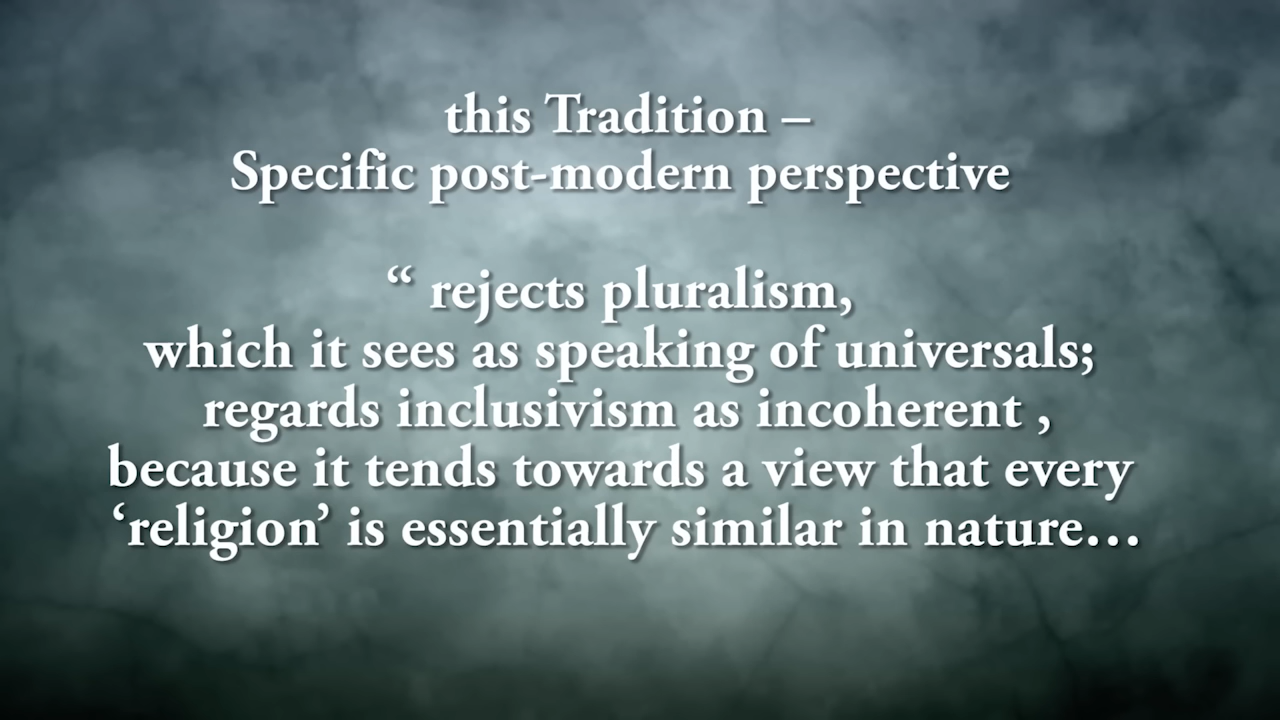 this Tradition –
Specific post-modern perspective
“ rejects pluralism,
which it sees as speaking of universals;
regards inclusivism as incoherent ,
because it tends towards a view that every
‘religion’ is essentially similar in nature…